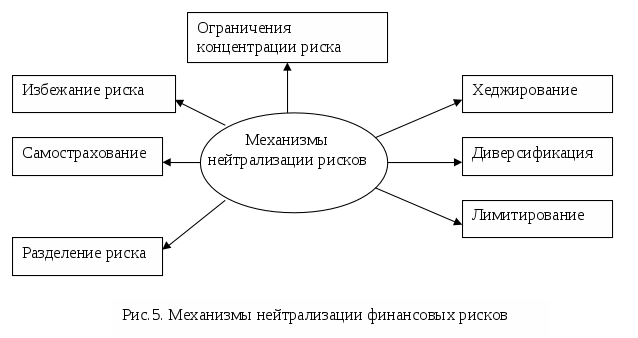 Ограничения
концентрации риска
Избежание риска
Хеджирование
Механизмы
нейтрализации рисков
Самострахование
Диверсификация
Лимитирование
Разделение риска
Рис.5. Механизмы нейтрализации финансовых рисков